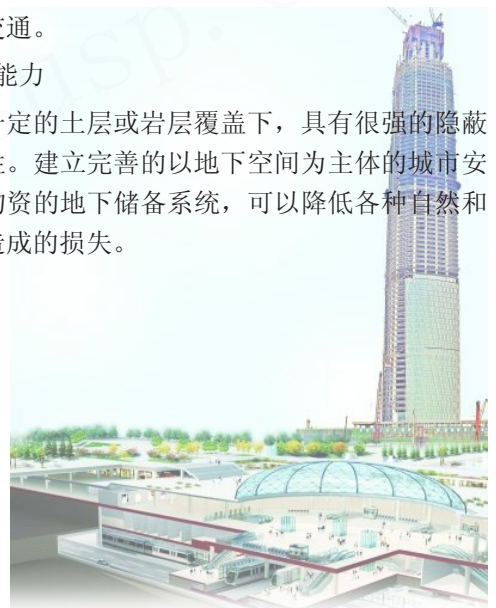 交通。
能力
一定的土层或岩层覆盖下，具有很强的隐蔽
性。建立完善的以地下空间为主体的城市安
物资的地下储备系统，可以降低各种自然和
造成的损失。